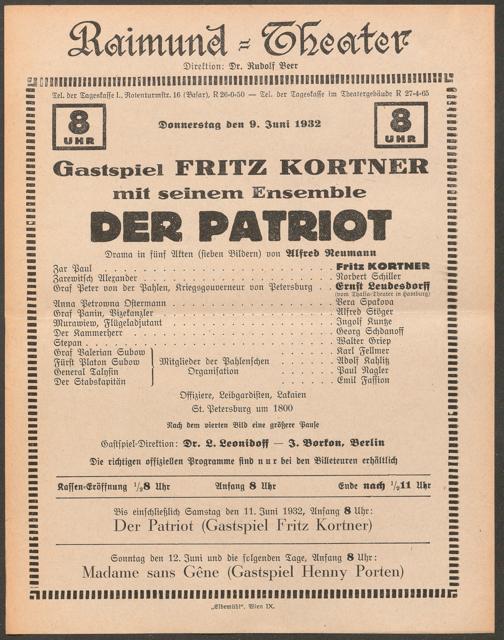 Raimund-Theater
Direktion: Dr. Rudolf Beer
Tel. der Tageskasse I., Rotenturmstr. 16 (Basar), R 26-0-50 — Tel. der Tageskasse im Theatergebäude R 27-4-65
8 UHR
Donnerstag den 9. Juni 1932
8 UHR
Gastspiel FRITZ KORTNER
mit seinem Ensemble
DER PATRIOT
Drama in fünf Akten (sieben Bildern) von Alfred Neumann
Zar Paul . . . Fritz KORTNER
Zarewitsch Alexander . . . Norbert Schiller
Graf Peter von der Pahlen, Kriegsgouverneur von Petersburg . . . Ernst Leudesdorff
(vom Thalia-Theater in Hamburg)
Anna Petrowna Ostermann . . . Vera Spakova
Graf Panin, Vizekanzler . . . Alfred Stöger
Murawiew, Flügeladjutant . . . Ingolf Kuntze
Der Kammerherr . . . Georg Schdanoff
Stepan . . . Walter Griep
Graf Valerian Subow . . . Karl Fellmer
Fürst Platon Subow } Mitglieder der Pahlenschen . . . Adolf Kahlitz
General Talysin } Organisation . . . Paul Nagler
Der Stabskapitän . . . Emil Fassion
Offiziere, Leibgardisten, Lakaien
St. Petersburg um 1800
Nach dem vierten Bild eine größere Pause
Gastspiel-Direktion: Dr. L. Leonidoff — J. Borkon, Berlin
Die richtigen offiziellen Programme sind nur bei den Billeteuren erhältlich
Kassen-Eröffnung ½8 Uhr Anfang 8 Uhr Ende nach ½11 Uhr
Bis einschließlich Samstag den 11. Juni 1932, Anfang 8 Uhr:
Der Patriot (Gastspiel Fritz Kortner)
Sonntag den 12. Juni und die folgenden Tage, Anfang 8 Uhr:
Madame sans Gêne (Gastspiel Henny Porten)
„Elbemühl", Wien IX.